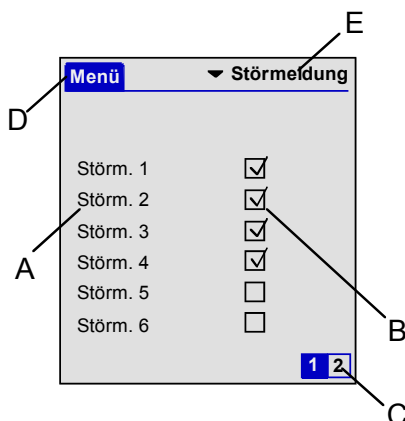 E
Menü Störmeldung
D
Störm. 1
Störm. 2
Störm. 3
Störm. 4
Störm. 5
Störm. 6
A
B
1 2
C